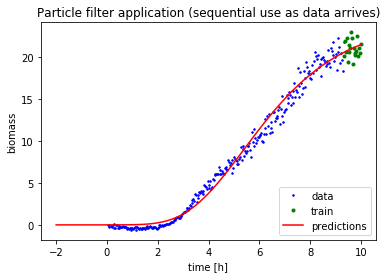 Particle filter application (sequential use as data arrives)
biomass
20
15
10
5
0
−2
0
2
4
6
8
10
time [h]
data
train
predictions